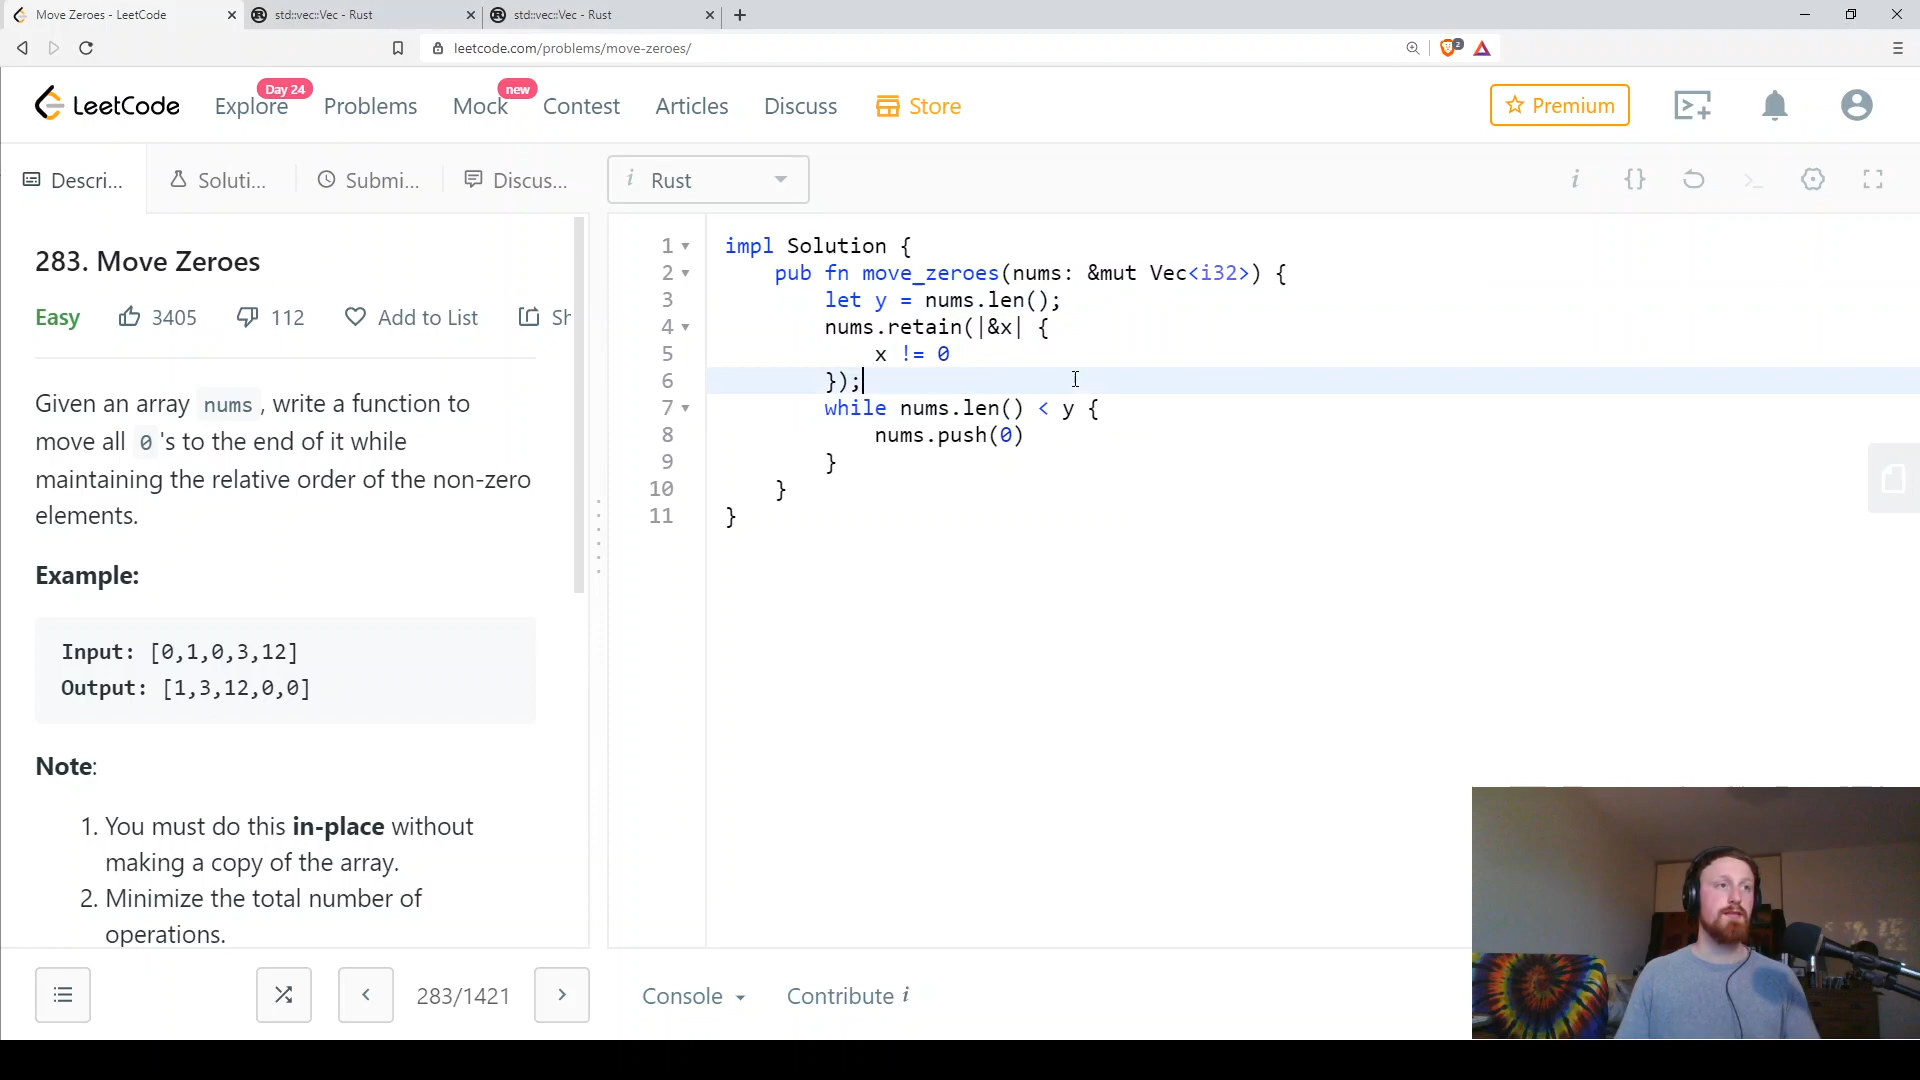 Move Zeroes - LeetCode
std::vec::Vec - Rust
std::vec::Vec - Rust
leetcode.com/problems/move-zeroes/
2
LeetCode
Explore
Day 24
Problems
Mock
new
Contest
Articles
Discuss
Store
Premium
Descri...
Soluti...
Submi...
Discus...
i Rust
i {}
283. Move Zeroes
Easy 3405 112 Add to List Sh
Given an array nums , write a function to
move all 0 's to the end of it while
maintaining the relative order of the non-zero
elements.
Example:
Input: [0,1,0,3,12]
Output: [1,3,12,0,0]
Note:
1. You must do this in-place without
making a copy of the array.
2. Minimize the total number of
operations.
1 impl Solution {
2 pub fn move_zeroes(nums: &mut Vec<i32>) {
3 let y = nums.len();
4 nums.retain(|&x| {
5 x != 0
6 });
7 while nums.len() < y {
8 nums.push(0)
9 }
10 }
11 }
283/1421
Console
Contribute i